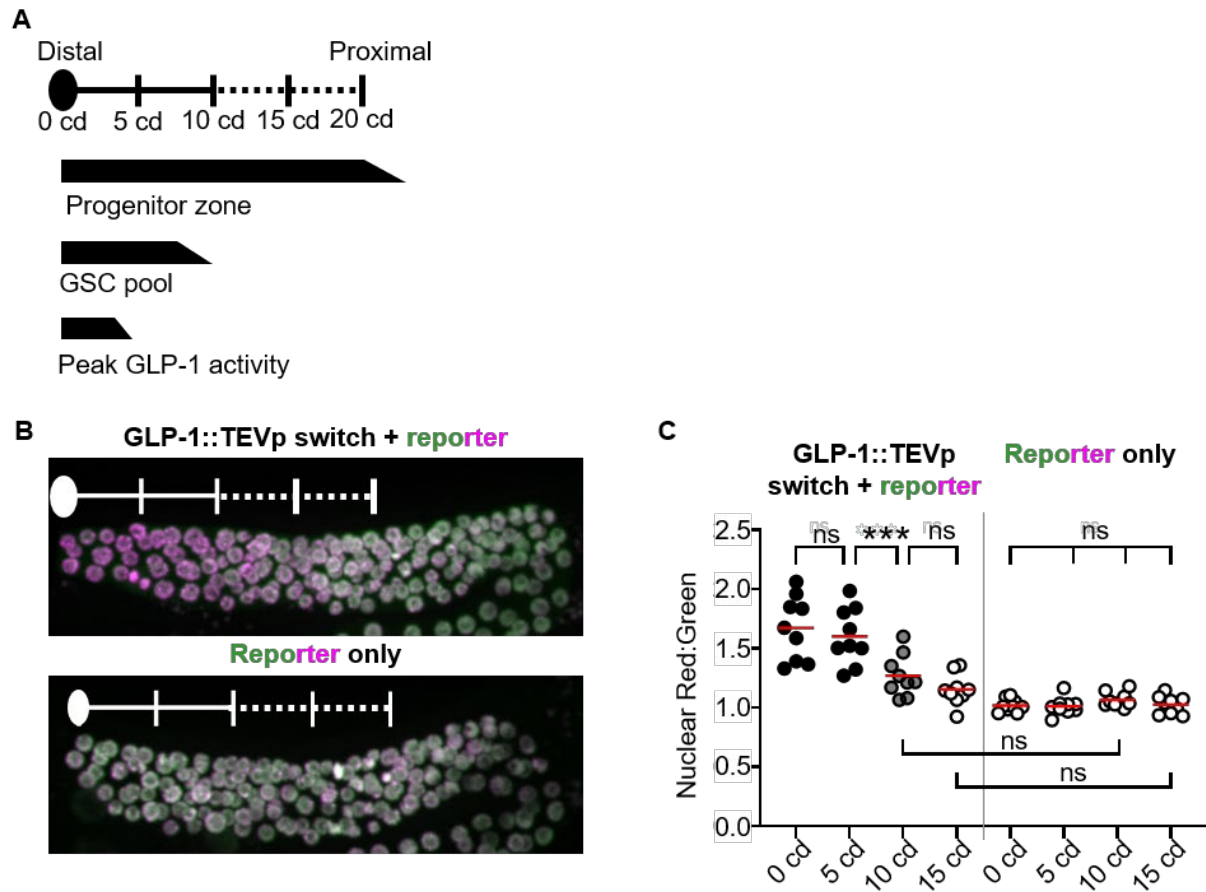 A
Distal Proximal
0 cd 5 cd 10 cd 15 cd 20 cd
Progenitor zone
GSC pool
Peak GLP-1 activity
B
GLP-1::TEVp switch + reporter
Reporter only
C
GLP-1::TEVp
switch + reporter
Reporter only
Nuclear Red:Green
2.5
2.0
1.5
1.0
0.5
0.0
ns *** ns ns
ns
ns
0 cd 5 cd 10 cd 15 cd 0 cd 5 cd 10 cd 15 cd